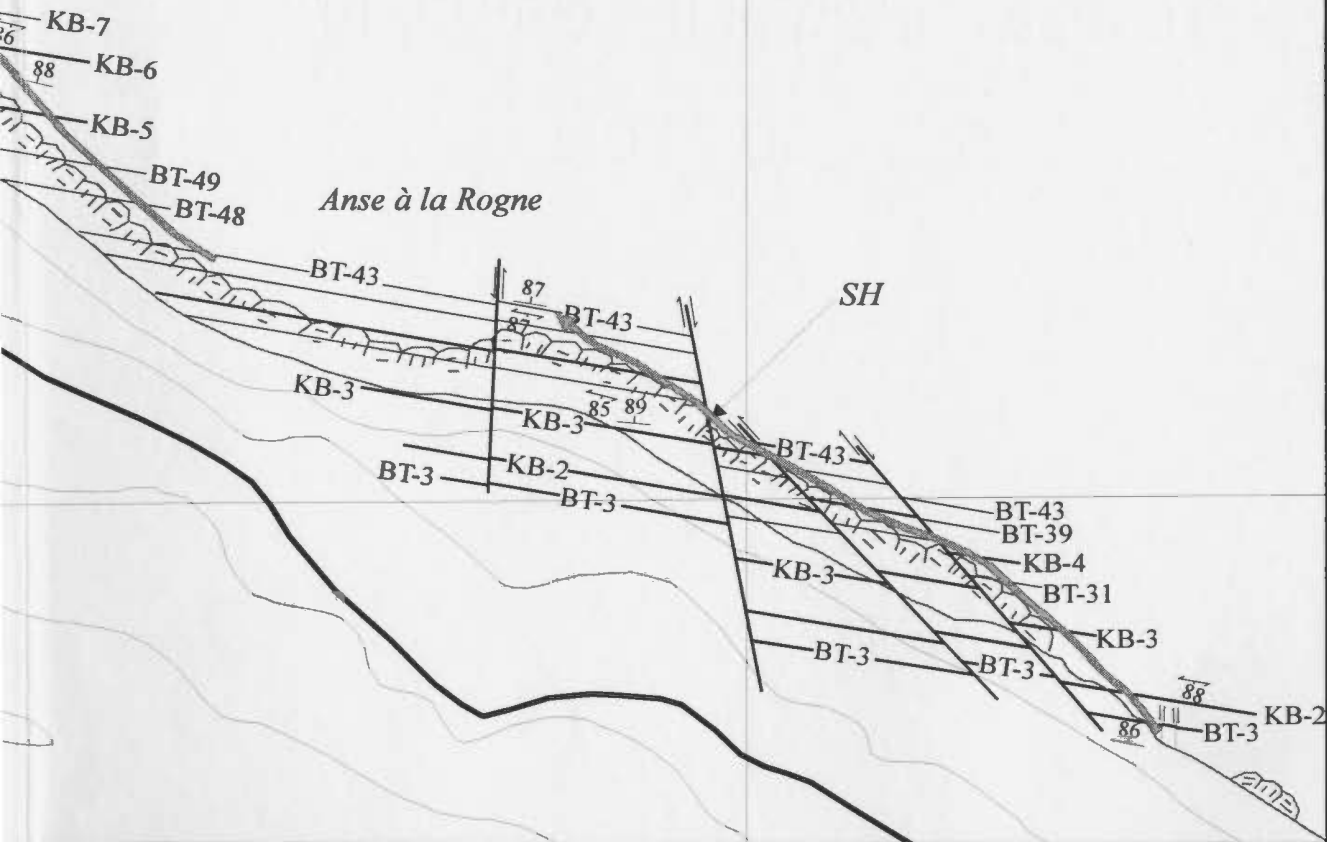 KB-7
86
KB-6
88
KB-5
BT-49
BT-48
Anse à la Rogne
BT-43
87
BT-43
87
SH
KB-3
85 89
KB-3
BT-43
KB-2
BT-3
BT-3
BT-43
BT-39
KB-4
KB-3
BT-31
KB-3
BT-3
BT-3
88
KB-2
BT-3
86